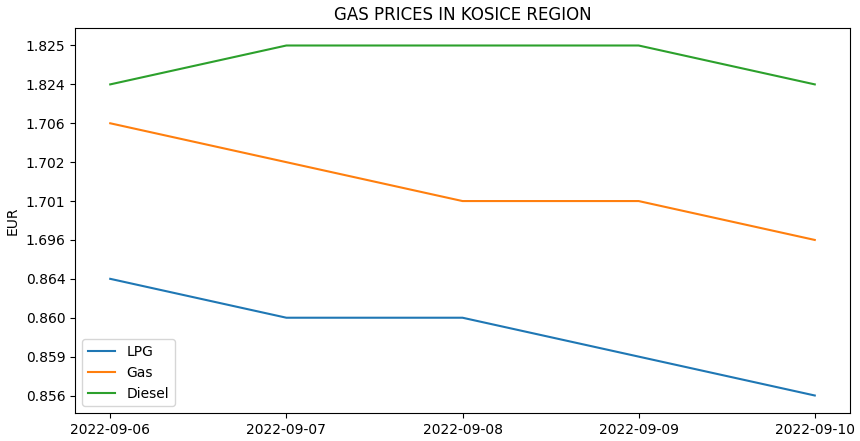 GAS PRICES IN KOSICE REGION
EUR
1.825
1.824
1.706
1.702
1.701
1.696
0.864
0.860
0.859
0.856
LPG
Gas
Diesel
2022-09-06 2022-09-07 2022-09-08 2022-09-09 2022-09-10